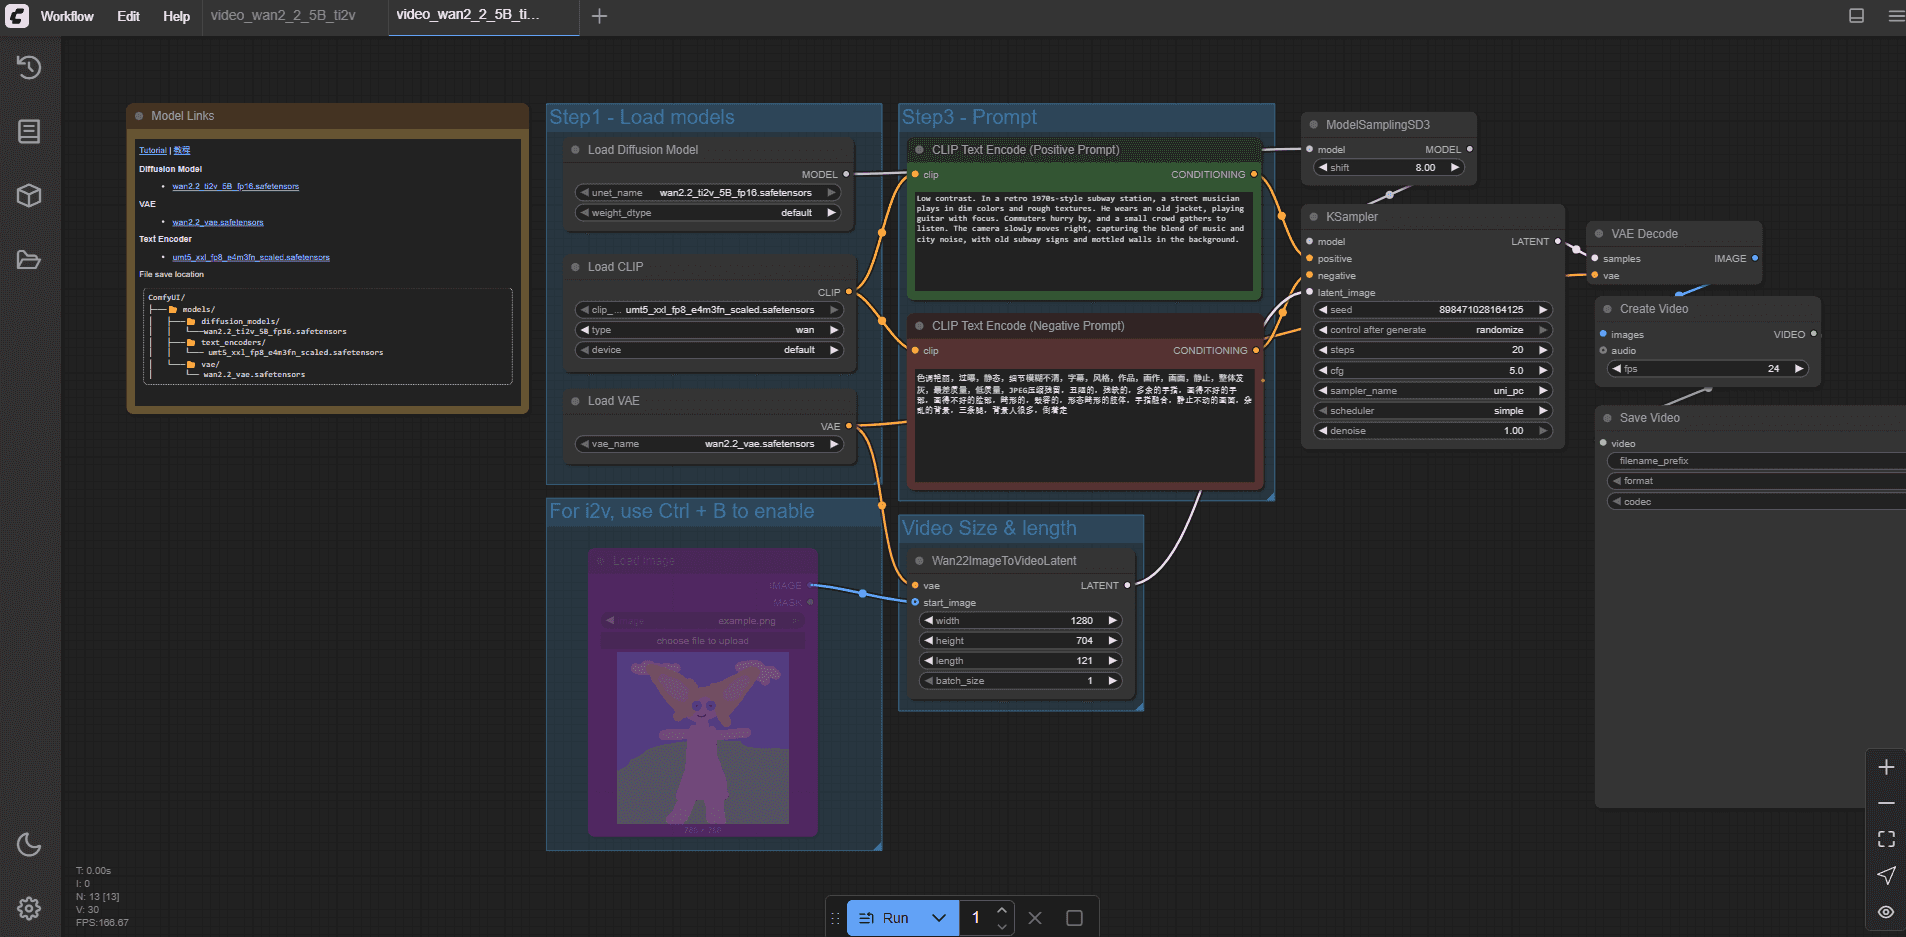 Workflow
Edit
Help
video_wan2_2_5B_ti2v
video_wan2_2_5B_ti...
Model Links
Tutorial | 教程
Diffusion Model
wan2.2_ti2v_5B_fp16.safetensors
VAE
wan2.2_vae.safetensors
Text Encoder
umt5_xxl_fp8_e4m3fn_scaled.safetensors
File save location
ComfyUI/
models/
diffusion_models/
wan2.2_ti2v_5B_fp16.safetensors
text_encoders/
umt5_xxl_fp8_e4m3fn_scaled.safetensors
vae/
wan2.2_vae.safetensors
Step1 - Load models
Load Diffusion Model
MODEL
unet_name wan2.2_ti2v_5B_fp16.safetensors
weight_dtype default
Load CLIP
CLIP
clip_... umt5_xxl_fp8_e4m3fn_scaled.safetensors
type wan
device default
Load VAE
VAE
vae_name wan2.2_vae.safetensors
For i2v, use Ctrl + B to enable
Load Image
IMAGE
MASK
image example.png
choose file to upload
Step3 - Prompt
CLIP Text Encode (Positive Prompt)
clip CONDITIONING
Low contrast. In a retro 1970s-style subway station, a street musician
plays in dim colors and rough textures. He wears an old jacket, playing
guitar with focus. Commuters hurry by, and a small crowd gathers to
listen. The camera slowly moves right, capturing the blend of music and
city noise, with old subway signs and mottled walls in the background.
CLIP Text Encode (Negative Prompt)
clip CONDITIONING
色调艳丽，过曝，静态，细节模糊不清，字幕，风格，作品，画作，画面，静止，整体发
灰，最差质量，低质量，JPEG压缩残留，丑陋的，残缺的，多余的手指，画得不好的手
部，画得不好的脸部，畸形的，毁容的，形态畸形的肢体，手指融合，静止不动的画面，杂
乱的背景，三条腿，背景人很多，倒着走
Video Size & length
Wan22ImageToVideoLatent
vae LATENT
start_image
width 1280
height 704
length 121
batch_size 1
ModelSamplingSD3
model MODEL
shift 8.00
KSampler
model LATENT
positive
negative
latent_image
seed 898471028164125
control after generate randomize
steps 20
cfg 5.0
sampler_name uni_pc
scheduler simple
denoise 1.00
VAE Decode
samples IMAGE
vae
Create Video
images VIDEO
audio
fps 24
Save Video
video
filename_prefix
format
codec
T: 0.00s
I: 0
N: 13 [13]
V: 30
FPS:166.67
Run
1